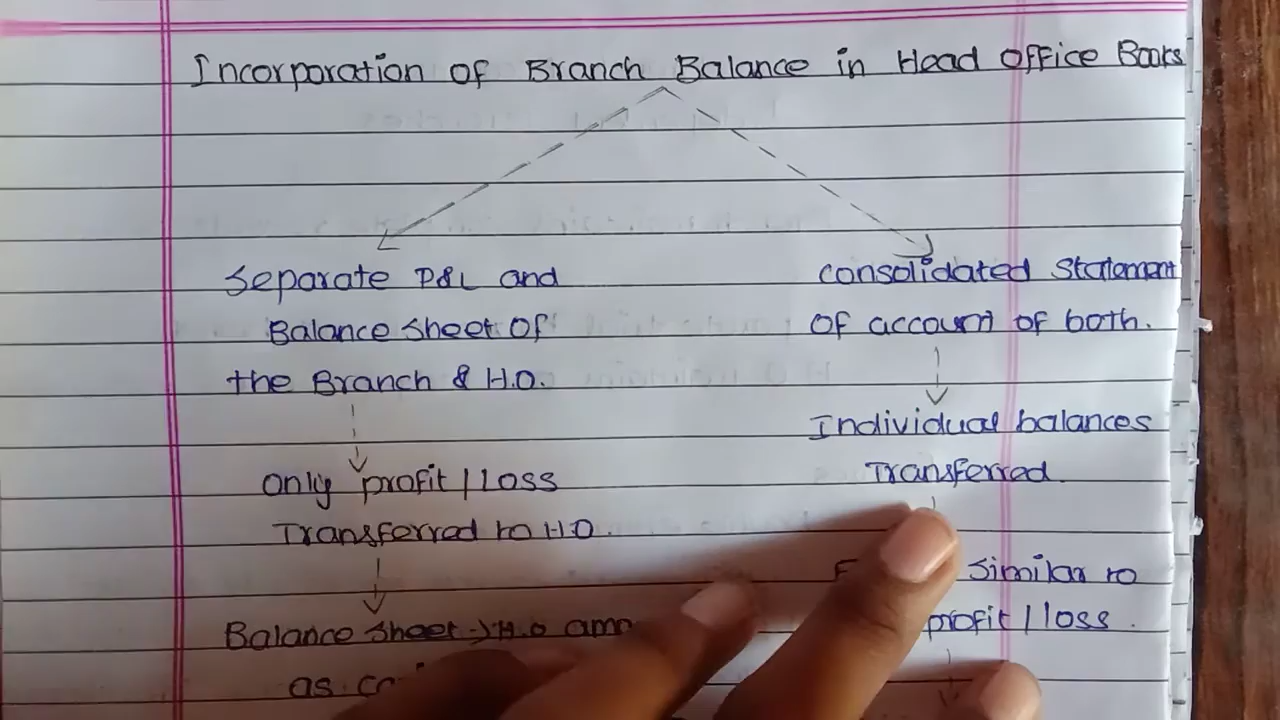 Incorporation of Branch Balance in Head Office Books
Separate P&L and
Balance Sheet Of
the Branch & H.O.
Only profit / Loss
Transferred to H.O.
Balance Sheet → H.O
as
Consolidated Statement
Of account of both.
Individual balances
Transferred.
Similar to
profit / loss.